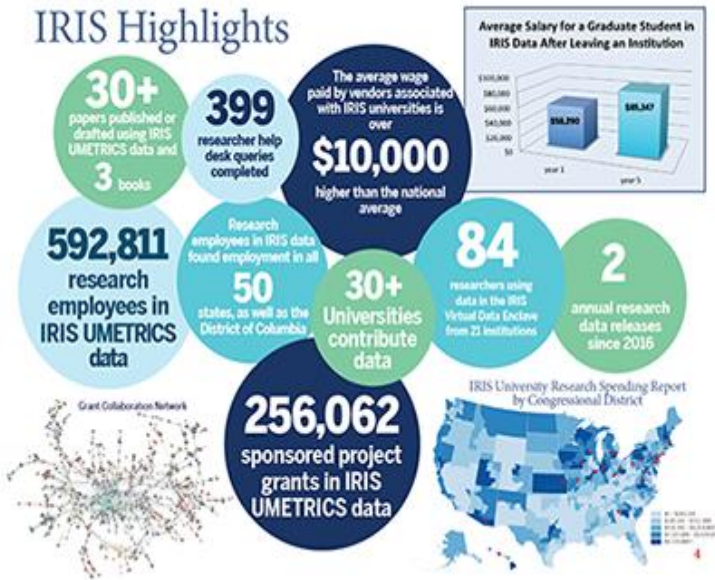 IRIS Highlights
30+
papers published or
drafted using IRIS
UMETRICS data and
3 books
399
researcher help
desk queries
completed
The average wage
paid by vendors associated
with IRIS universities is
over
$10,000
higher than the national
average
Average Salary for a Graduate Student in
IRIS Data After Leaving an Institution
$100,000
$80,000
$60,000
$40,000
$20,000
$0
year 1
year 5
592,811
research
employees in
IRIS UMETRICS
data
Research
employees in IRIS data
found employment in all
50
states, as well as the
District of Columbia
30+
Universities
contribute
data
84
researchers using
data in the IRIS
Virtual Data Enclave
from 21 institutions
2
annual research
data releases
since 2016
Grant Collaboration Network
256,062
sponsored project
grants in IRIS
UMETRICS data
IRIS University Research Spending Report
by Congressional District
4